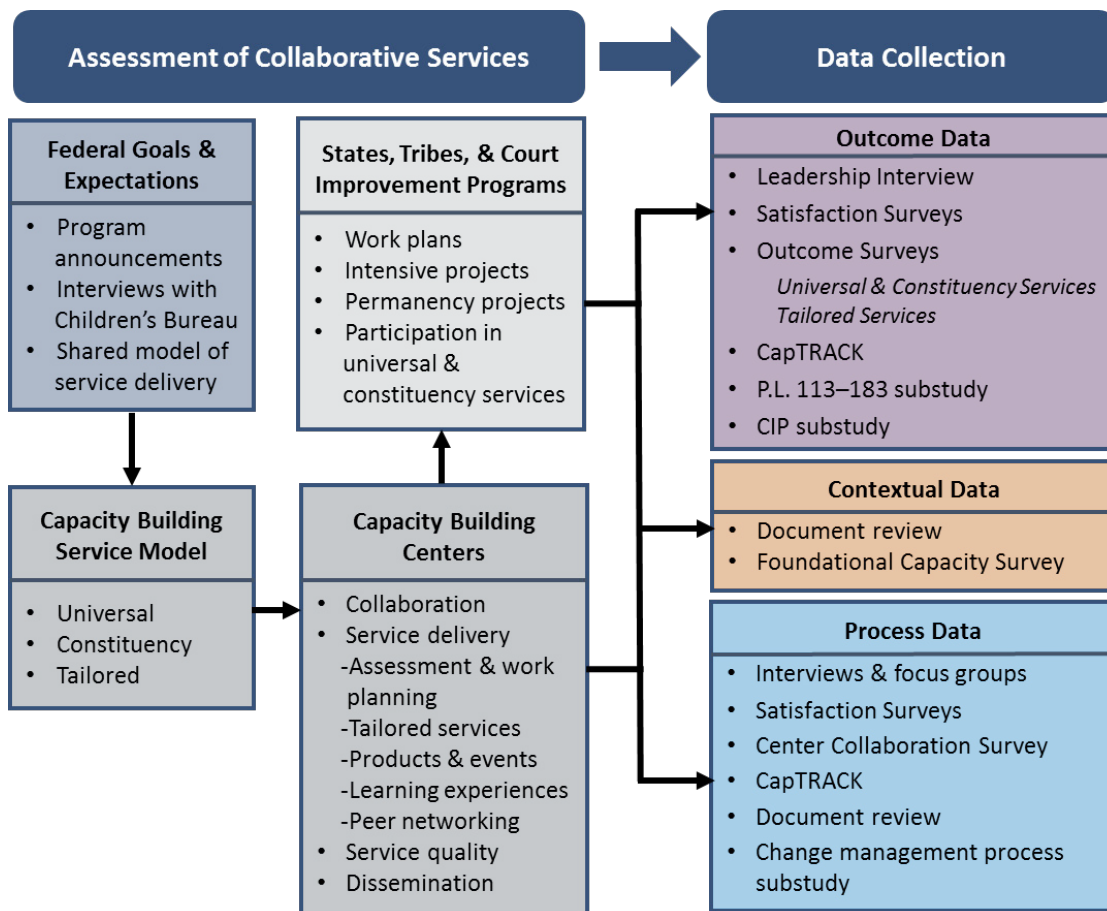 Assessment of Collaborative Services
Data Collection
Federal Goals &
Expectations
• Program
announcements
• Interviews with
Children's Bureau
• Shared model of
service delivery
States, Tribes, & Court
Improvement Programs
• Work plans
• Intensive projects
• Permanency projects
• Participation in
universal &
constituency services
Capacity Building
Service Model
• Universal
• Constituency
• Tailored
Capacity Building
Centers
• Collaboration
• Service delivery
-Assessment & work
planning
-Tailored services
-Products & events
-Learning experiences
-Peer networking
• Service quality
• Dissemination
Outcome Data
• Leadership Interview
• Satisfaction Surveys
• Outcome Surveys
Universal & Constituency Services
Tailored Services
• CapTRACK
• P.L. 113–183 substudy
• CIP substudy
Contextual Data
• Document review
• Foundational Capacity Survey
Process Data
• Interviews & focus groups
• Satisfaction Surveys
• Center Collaboration Survey
• CapTRACK
• Document review
• Change management process
substudy